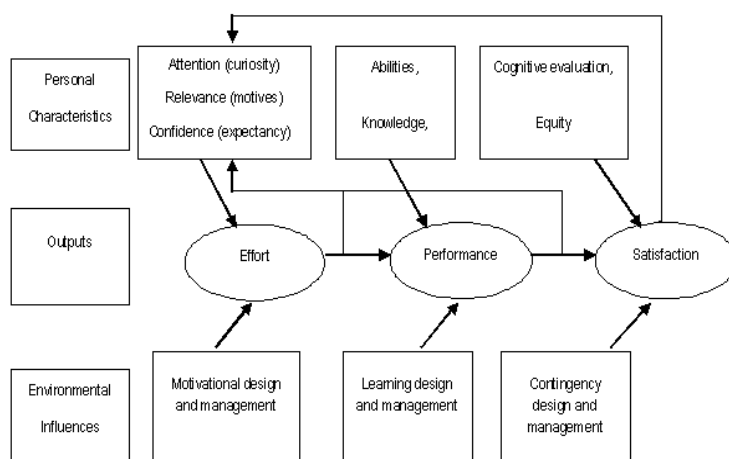 Personal
Characteristics
Attention (curiosity)
Relevance (motives)
Confidence (expectancy)
Abilities,
Knowledge,
Cognitive evaluation,
Equity
Outputs
Effort
Performance
Satisfaction
Environmental
Influences
Motivational design
and management
Learning design
and management
Contingency
design and
management